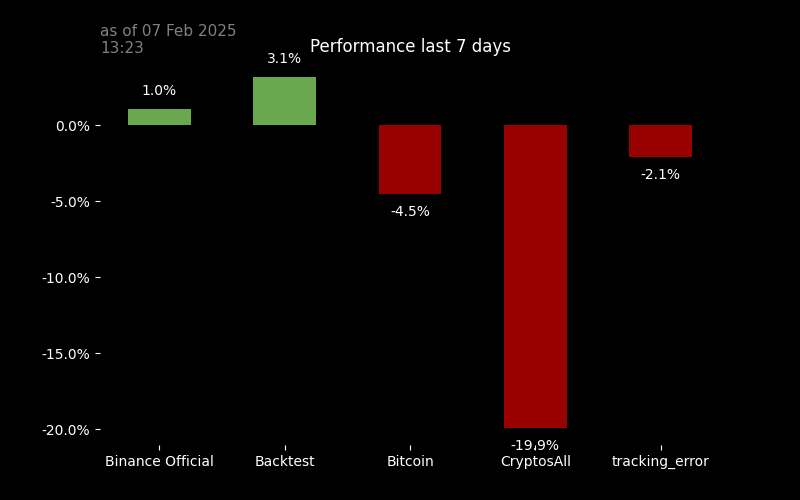 as of 07 Feb 2025
13:23
Performance last 7 days
1.0%
3.1%
-4.5%
-19.9%
-2.1%
0.0%
-5.0%
-10.0%
-15.0%
-20.0%
Binance Official
Backtest
Bitcoin
CryptosAll
tracking_error